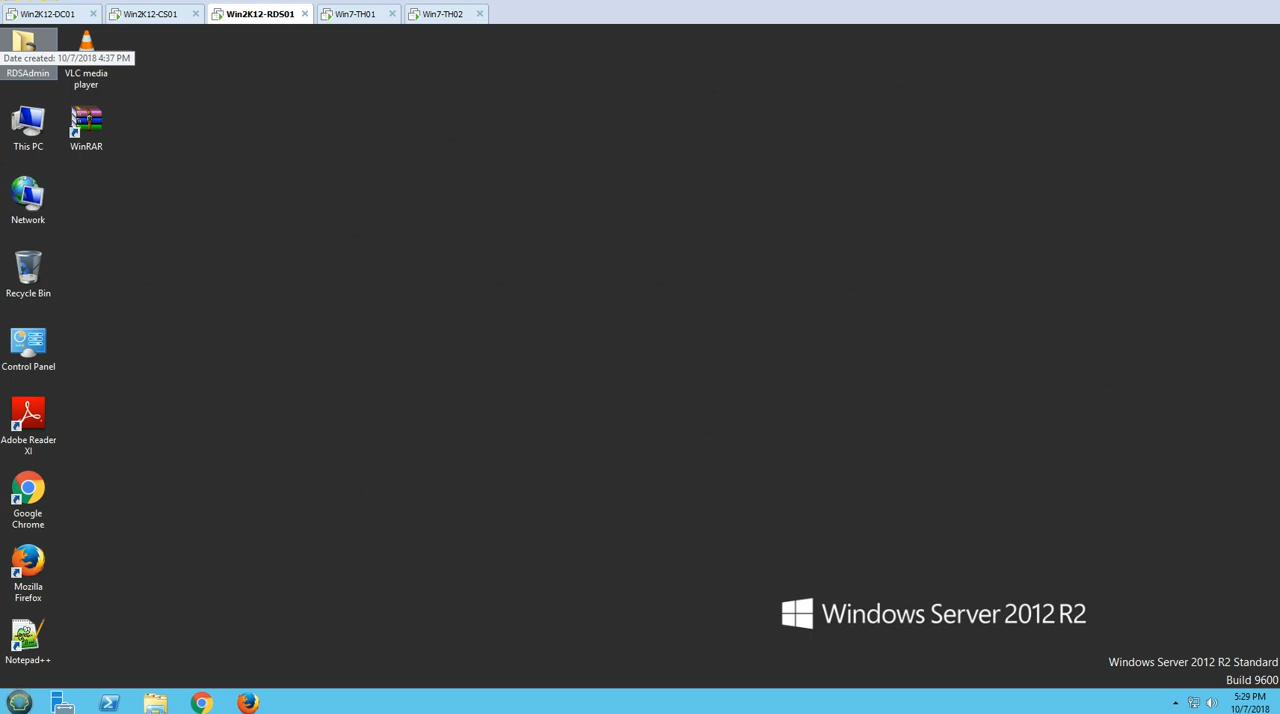 Win2K12-DC01
Win2K12-CS01
Win2K12-RDS01
Win7-TH01
Win7-TH02
Date created: 10/7/2018 4:37 PM
RDSAdmin
VLC media
player
This PC
WinRAR
Network
Recycle Bin
Control Panel
Adobe Reader
XI
Google
Chrome
Mozilla
Firefox
Notepad++
Windows Server 2012 R2
Windows Server 2012 R2 Standard
Build 9600
5:29 PM
10/7/2018